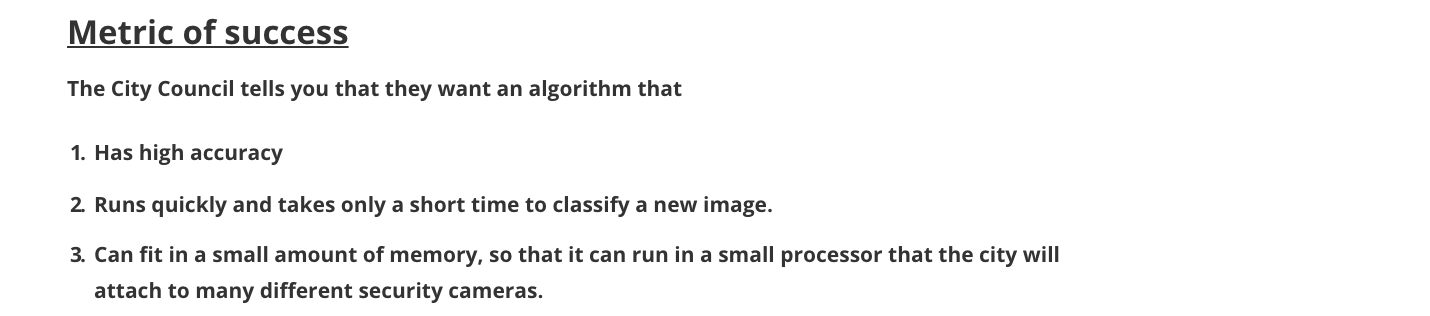 Metric of success
The City Council tells you that they want an algorithm that
1. Has high accuracy
2. Runs quickly and takes only a short time to classify a new image.
3. Can fit in a small amount of memory, so that it can run in a small processor that the city will
attach to many different security cameras.